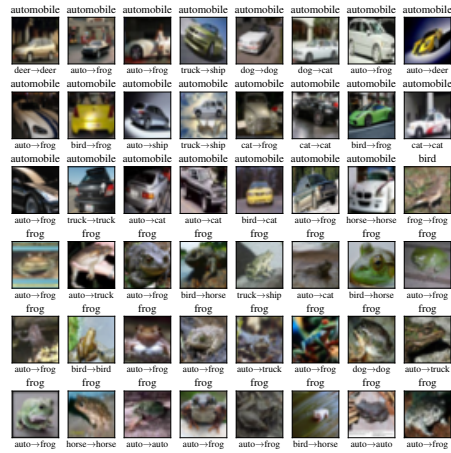 automobile automobile automobile automobile automobile automobile automobile automobile
deer→deer auto→frog auto→frog truck→ship dog→dog dog→cat auto→frog auto→deer
automobile automobile automobile automobile automobile automobile automobile automobile
auto→frog bird→frog auto→ship truck→ship cat→frog cat→cat bird→frog cat→cat
automobile automobile automobile automobile automobile automobile automobile bird
auto→frog truck→truck auto→cat auto→cat bird→cat auto→frog horse→horse frog→frog
frog frog frog frog frog frog frog frog
auto→frog auto→truck auto→frog bird→horse truck→ship auto→cat bird→horse auto→frog
frog frog frog frog frog frog frog frog
auto→frog bird→bird auto→frog auto→frog auto→truck auto→frog dog→dog auto→truck
frog frog frog frog frog frog frog frog
auto→frog horse→horse auto→auto auto→frog auto→frog bird→horse auto→auto auto→frog